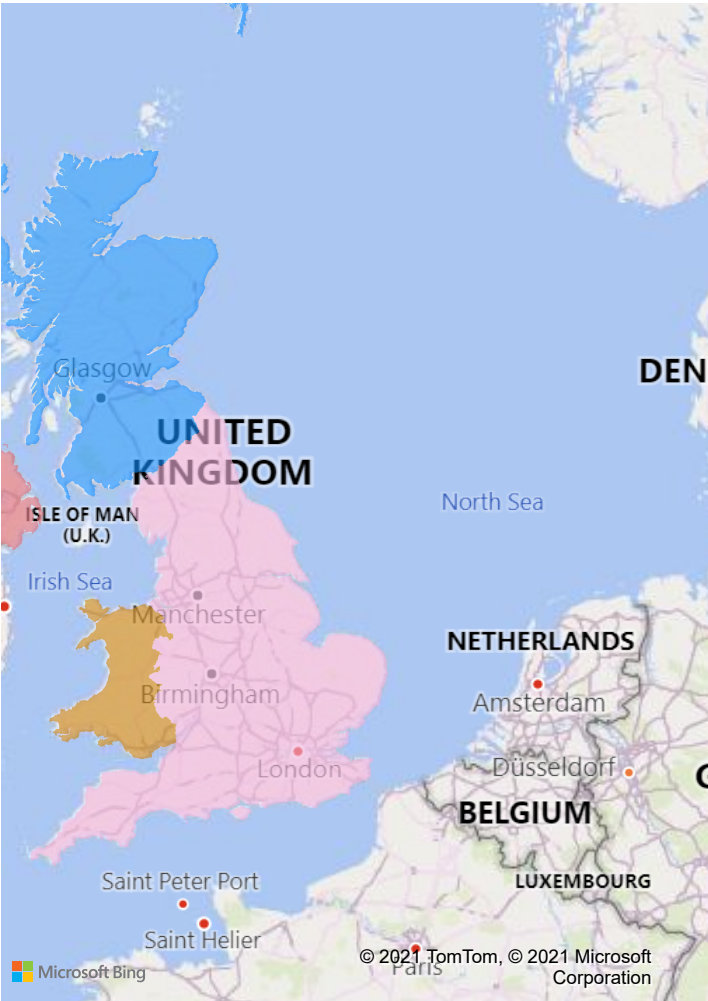 Glasgow
DEN
UNITED
KINGDOM
North Sea
ISLE OF MAN
(U.K.)
Irish Sea
Manchester
NETHERLANDS
Birmingham
Amsterdam
London
Düsseldorf
G
BELGIUM
Saint Peter Port
LUXEMBOURG
Saint Helier
Paris
© 2021 TomTom, © 2021 Microsoft
Corporation
Microsoft Bing